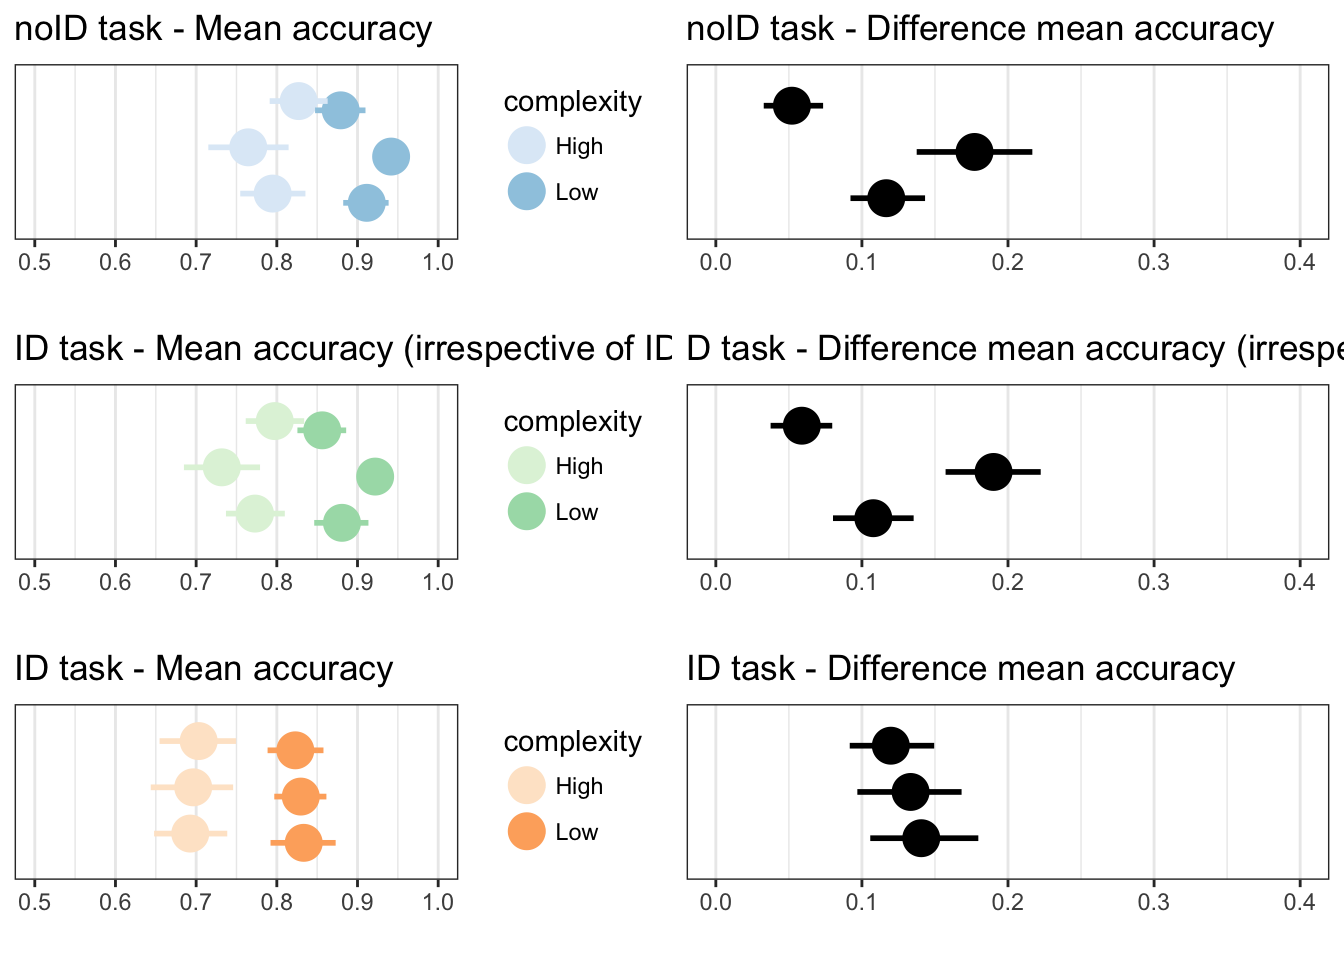 noID task - Mean accuracy
complexity
High
Low
0.5 0.6 0.7 0.8 0.9 1.0
noID task - Difference mean accuracy
0.0 0.1 0.2 0.3 0.4
ID task - Mean accuracy (irrespective of ID
complexity
High
Low
0.5 0.6 0.7 0.8 0.9 1.0
D task - Difference mean accuracy (irrespe
0.0 0.1 0.2 0.3 0.4
ID task - Mean accuracy
complexity
High
Low
0.5 0.6 0.7 0.8 0.9 1.0
ID task - Difference mean accuracy
0.0 0.1 0.2 0.3 0.4